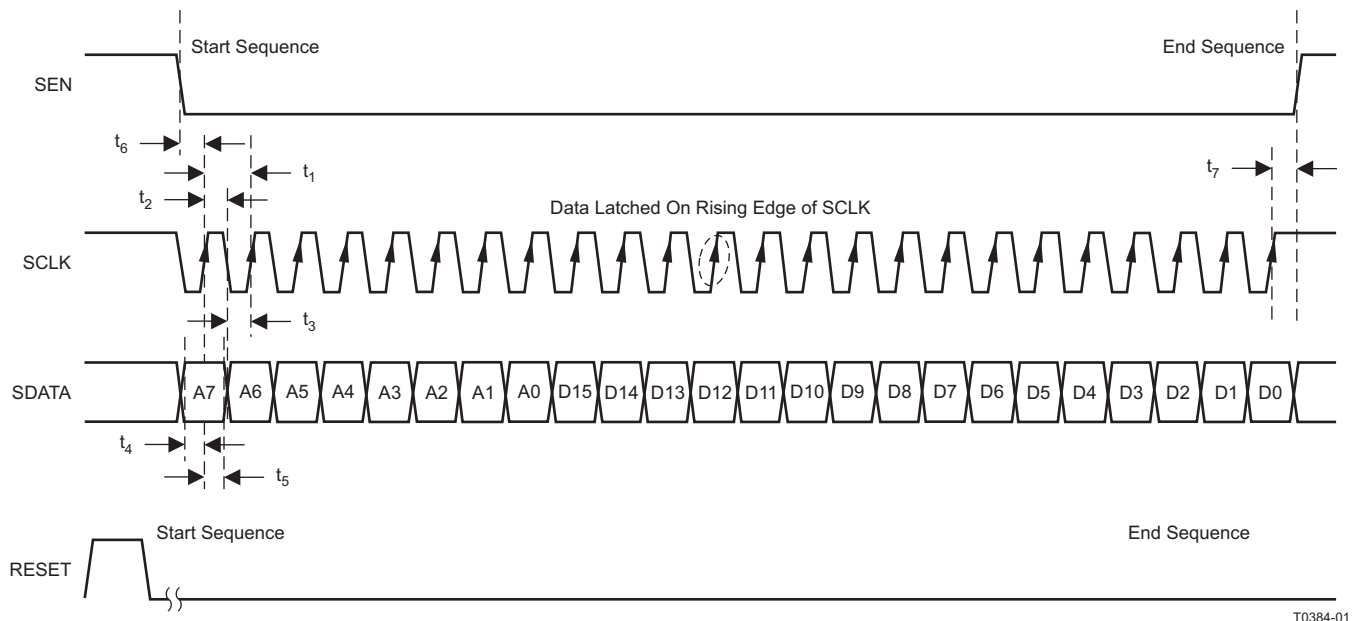 Start Sequence
End Sequence
SEN
t6
t1
t7
t2
Data Latched On Rising Edge of SCLK
SCLK
t3
SDATA
A7 A6 A5 A4 A3 A2 A1 A0 D15 D14 D13 D12 D11 D10 D9 D8 D7 D6 D5 D4 D3 D2 D1 D0
t4
t5
Start Sequence
End Sequence
RESET
T0384-01